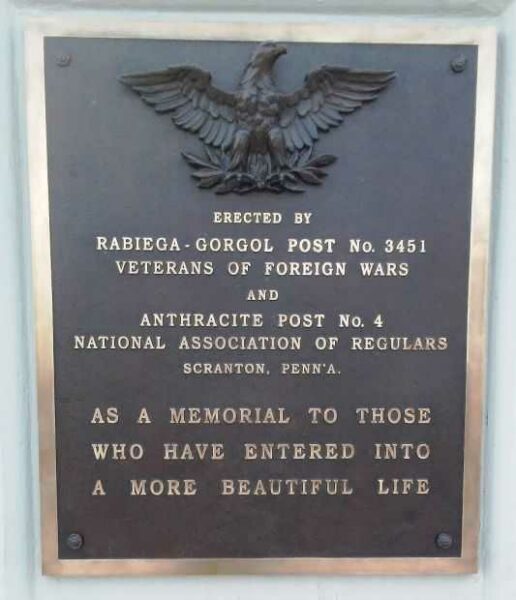 ERECTED BY
RABIEGA-GORGOL POST No. 3451
VETERANS OF FOREIGN WARS
AND
ANTHRACITE POST No. 4
NATIONAL ASSOCIATION OF REGULARS
SCRANTON, PENN'A.
AS A MEMORIAL TO THOSE
WHO HAVE ENTERED INTO
A MORE BEAUTIFUL LIFE